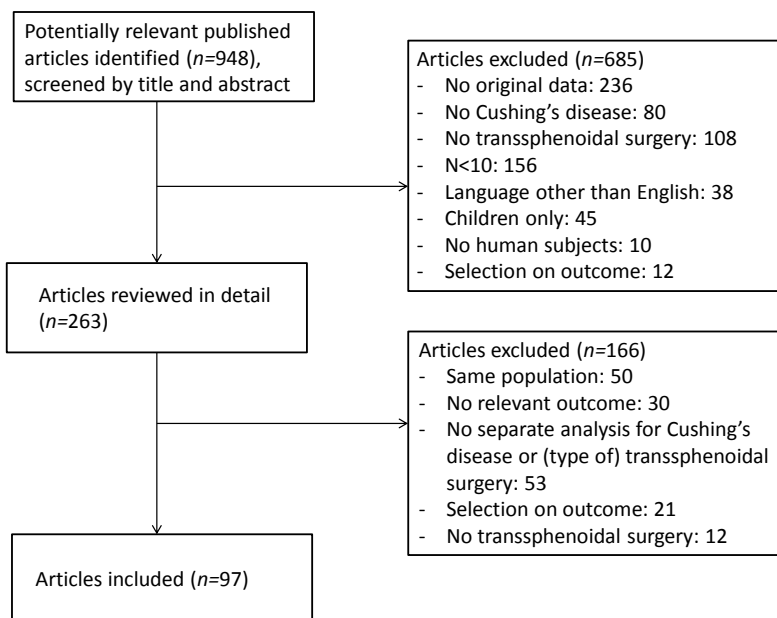 Potentially relevant published
articles identified (n=948),
screened by title and abstract
Articles excluded (n=685)
- No original data: 236
- No Cushing’s disease: 80
- No transsphenoidal surgery: 108
- N<10: 156
- Language other than English: 38
- Children only: 45
- No human subjects: 10
- Selection on outcome: 12
Articles reviewed in detail
(n=263)
Articles excluded (n=166)
- Same population: 50
- No relevant outcome: 30
- No separate analysis for Cushing’s
disease or (type of) transsphenoidal
surgery: 53
- Selection on outcome: 21
- No transsphenoidal surgery: 12
Articles included (n=97)